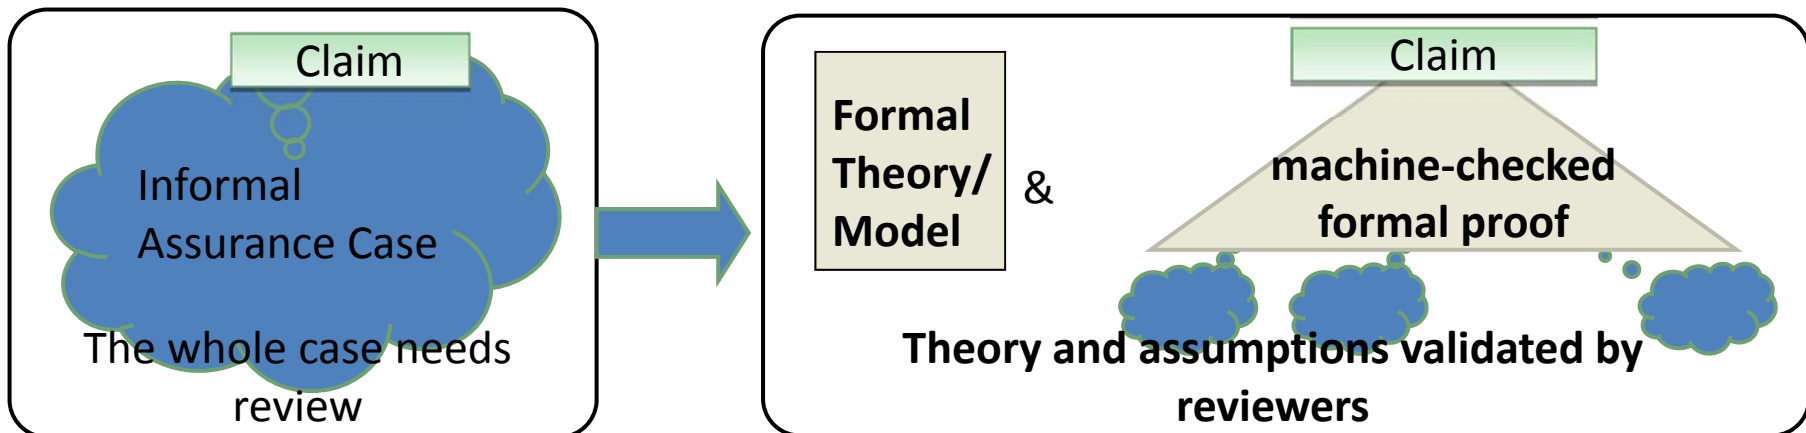 Claim
Informal
Assurance Case
The whole case needs
review
Formal
Theory/
Model
&
Claim
machine-checked
formal proof
Theory and assumptions validated by
reviewers